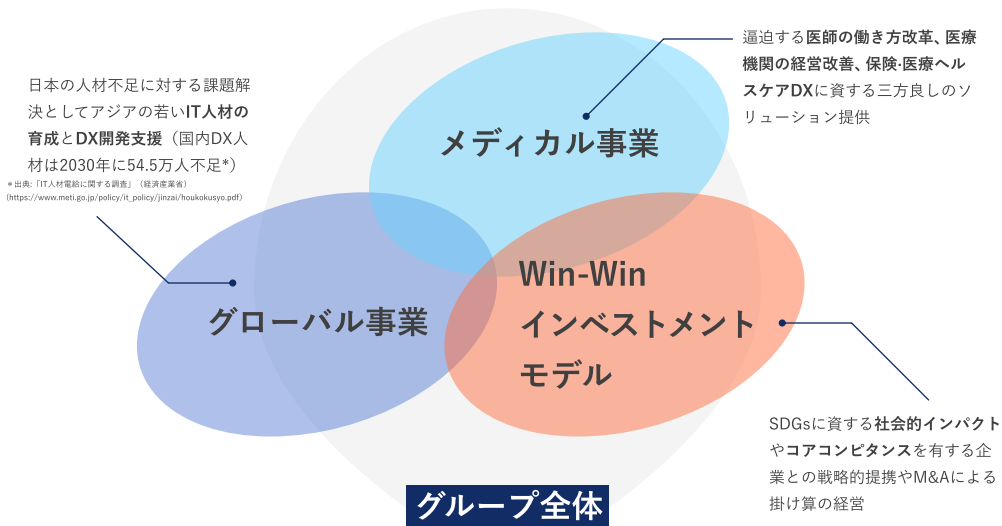 逼迫する医師の働き方改革、医療
機関の経営改善、保険·医療ヘル
スケアDXに資する三方良しのソ
リューション提供
日本の人材不足に対する課題解
決としてアジアの若いIT人材の
育成とDX開発支援（国内DX人
材は2030年に54.5万人不足*）
＊出典:「IT人材電給に関する調査」（経済産業省）
(https://www.meti.go.jp/policy/it_policy/jinzai/houkokusyo.pdf)
メディカル事業
グローバル事業
Win-Win
インベストメント
モデル
SDGsに資する社会的インパクト
やコアコンピタンスを有する企
業との戦略的提携やM&Aによる
掛け算の経営
グループ全体